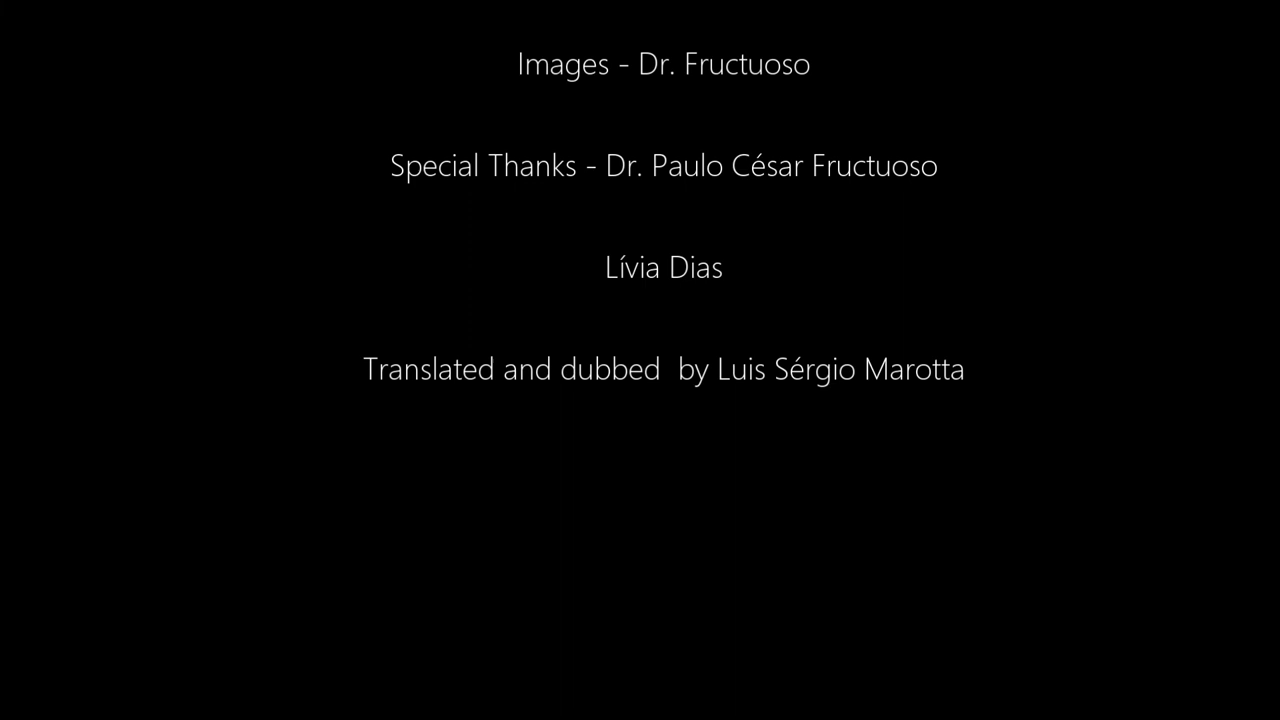 Images - Dr. Fructuoso
Special Thanks - Dr. Paulo César Fructuoso
Lívia Dias
Translated and dubbed  by Luis Sérgio Marotta